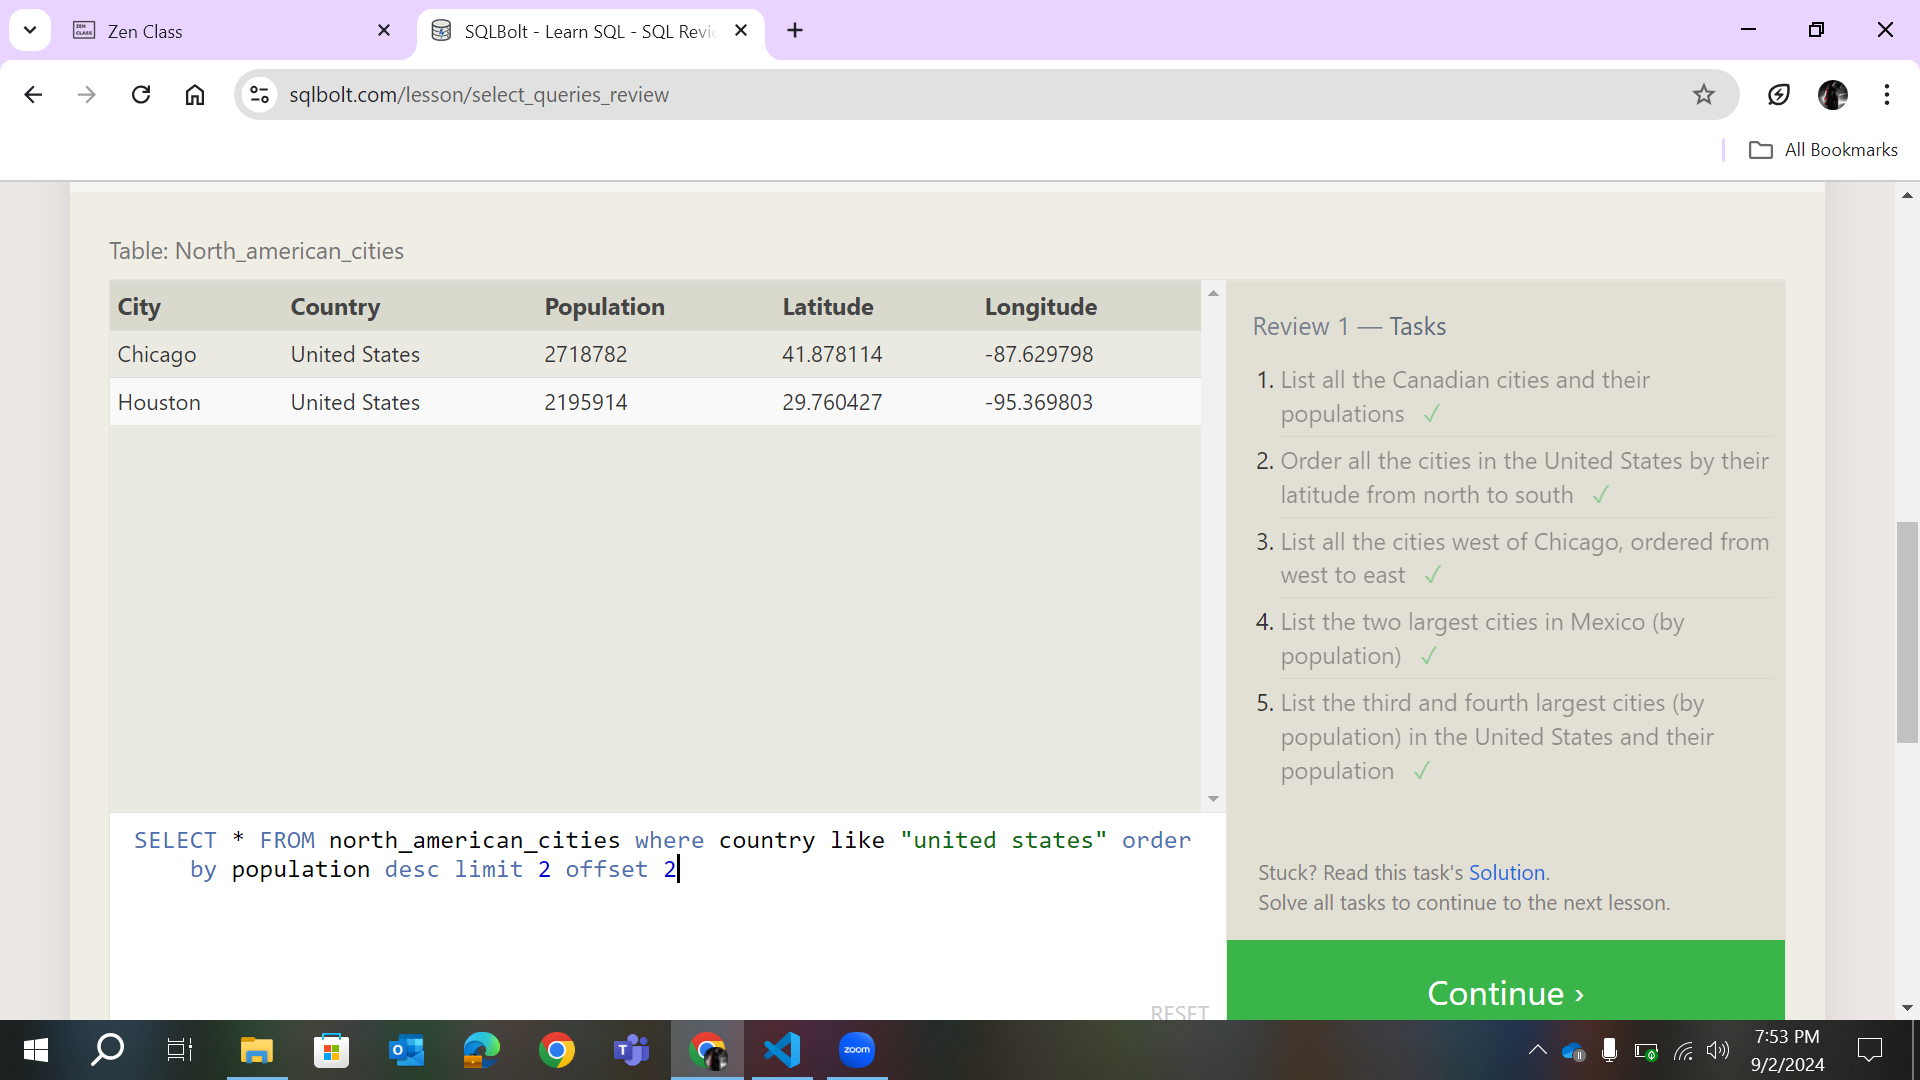 Zen Class
SQLBolt - Learn SQL - SQL Revie
sqlbolt.com/lesson/select_queries_review
All Bookmarks
Table: North_american_cities
City Country Population Latitude Longitude
Chicago United States 2718782 41.878114 -87.629798
Houston United States 2195914 29.760427 -95.369803
Review 1 — Tasks
1. List all the Canadian cities and their
populations ✓
2. Order all the cities in the United States by their
latitude from north to south ✓
3. List all the cities west of Chicago, ordered from
west to east ✓
4. List the two largest cities in Mexico (by
population) ✓
5. List the third and fourth largest cities (by
population) in the United States and their
population ✓
SELECT * FROM north_american_cities where country like "united states" order
by population desc limit 2 offset 2
Stuck? Read this task's Solution.
Solve all tasks to continue to the next lesson.
Continue ›
RESET
zoom
7:53 PM
9/2/2024